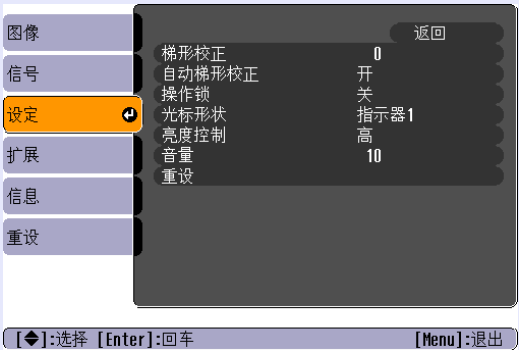 图像
信号
设定
扩展
信息
重设
返回
梯形校正 0
自动梯形校正 开
操作锁 关
光标形状 指示器1
亮度控制 高
音量 10
重设
[◆]:选择 [Enter]:回车 [Menu]:退出